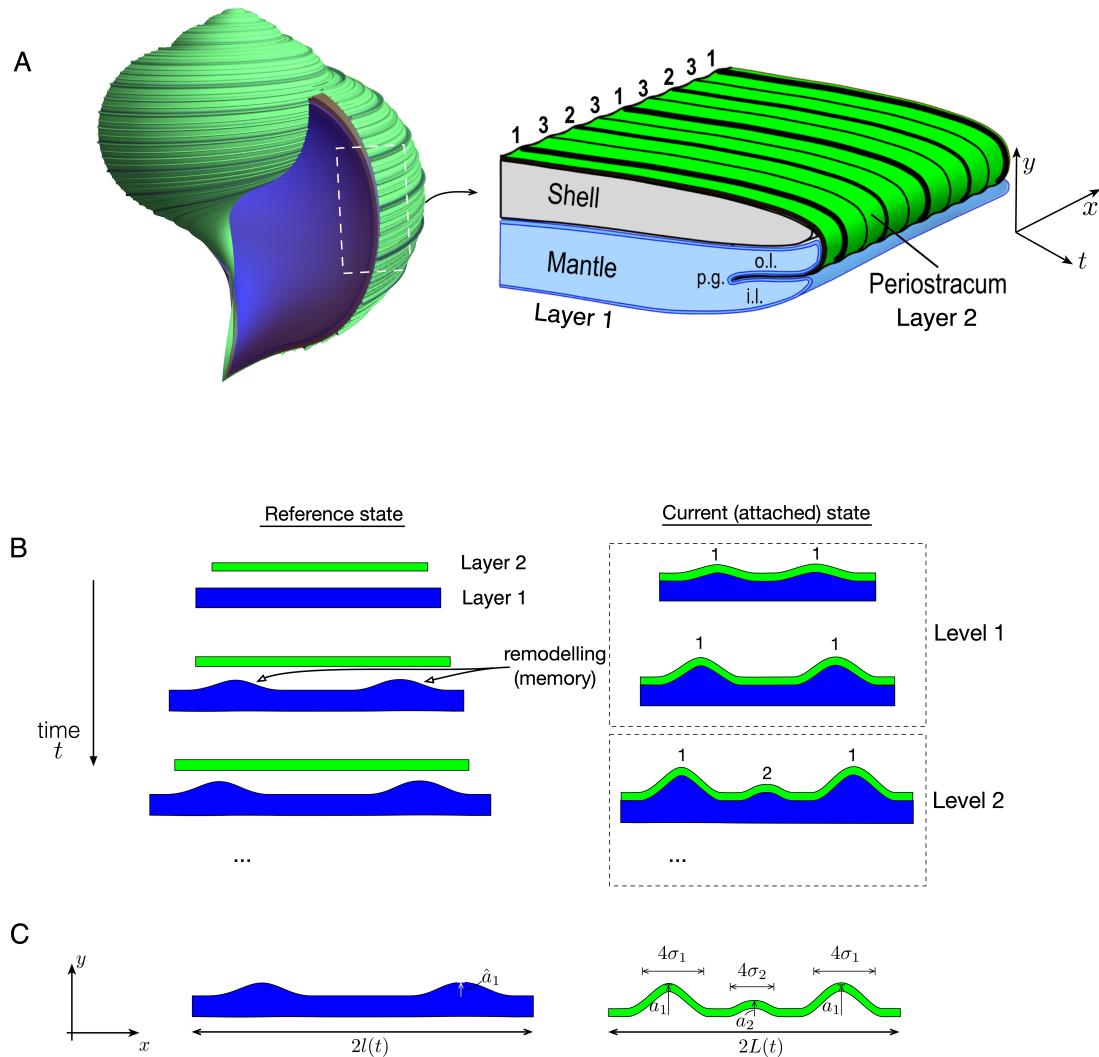 A
1 3 2 3 1 3 2 3 1
Shell
Mantle
Layer 1
p.g.
o.l.
i.l.
Periostracum
Layer 2
y
x
t
B
Reference state
Current (attached) state
Layer 2
Layer 1
1 1
Level 1
remodelling
(memory)
1 1
time
t
1 2 1
Level 2
...
...
C
y
x
â₁
2l(t)
4σ₁
4σ₂
4σ₁
a₁
a₂
a₁
2L(t)